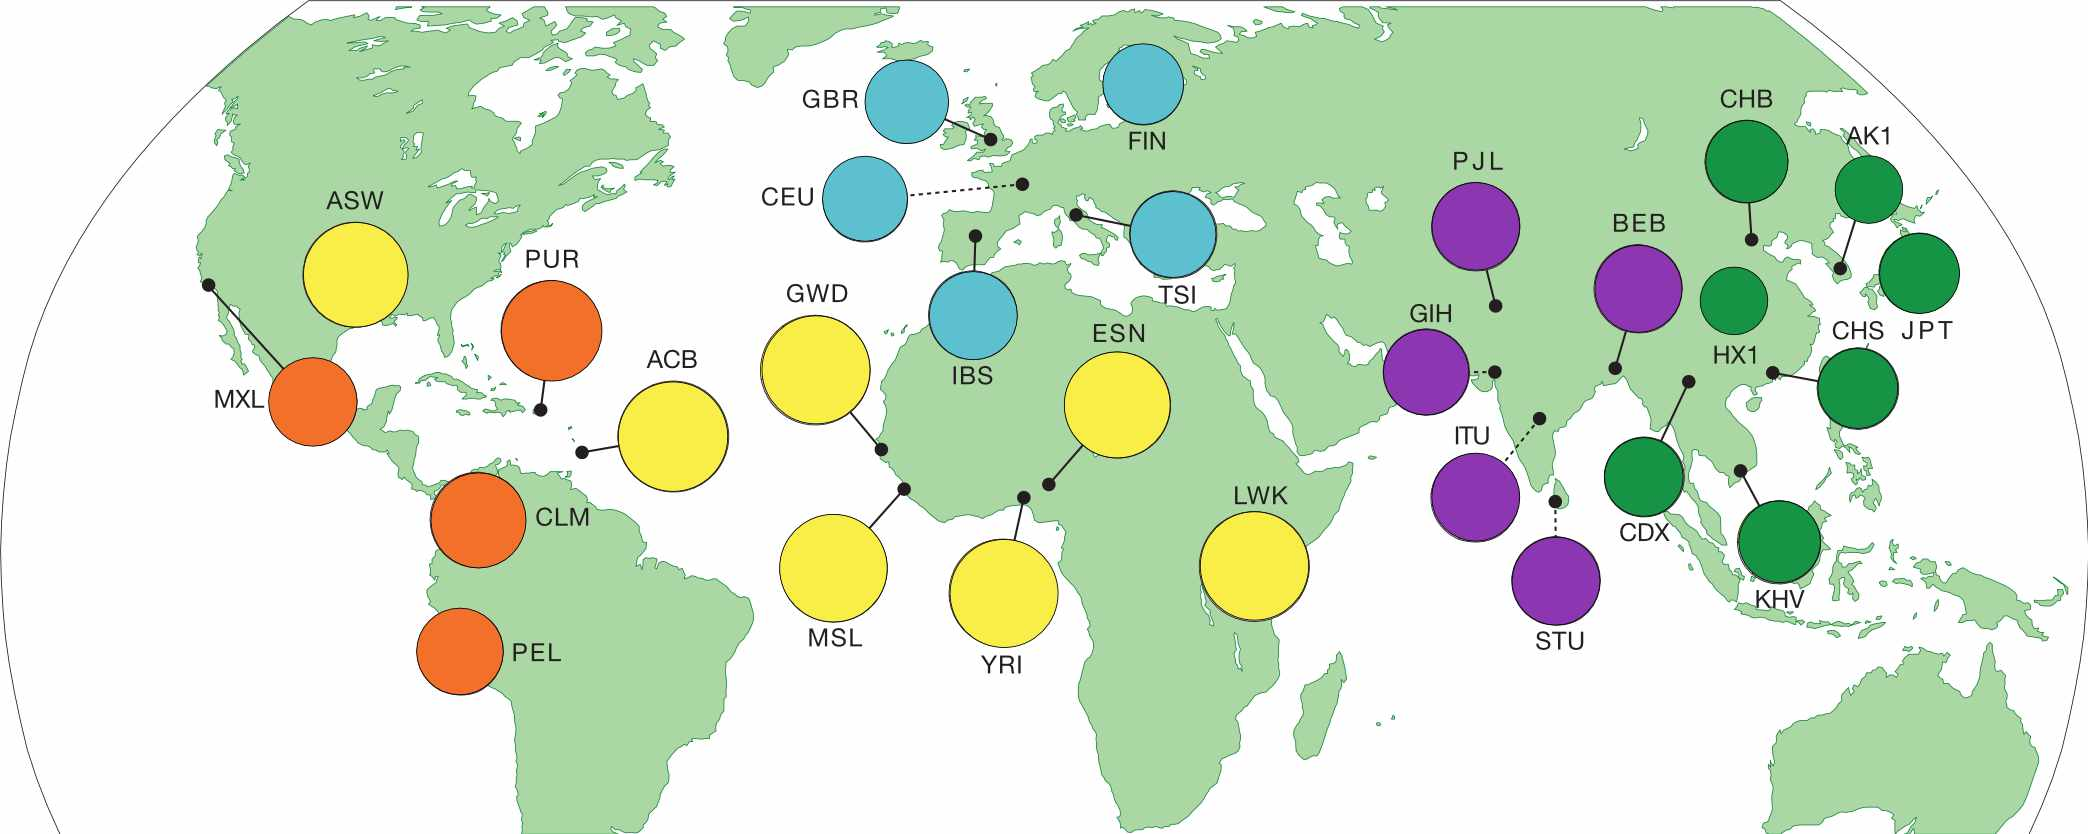 GBR
FIN
CHB
AK1
PJL
CEU
ASW
BEB
PUR
GWD
TSI
GIH
ESN
CHS
JPT
HX1
ACB
IBS
MXL
ITU
LWK
CLM
CDX
KHV
MSL
STU
PEL
YRI